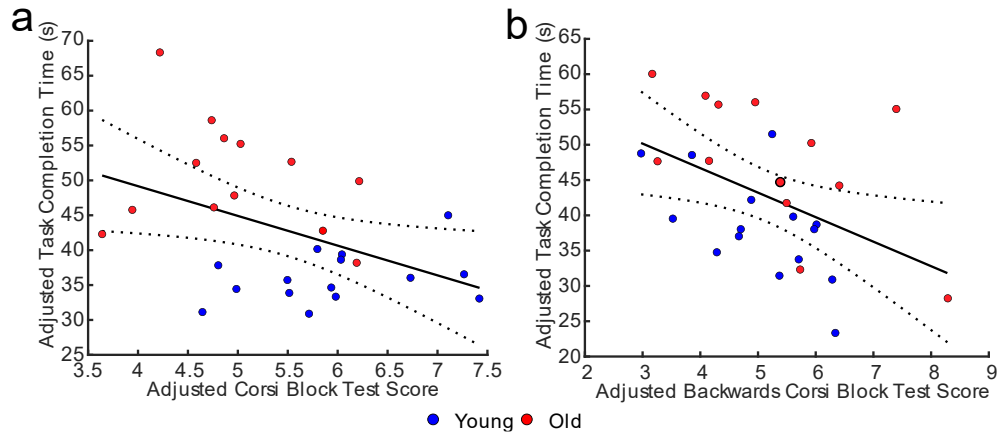 a
Adjusted Task Completion Time (s)
70
65
60
55
50
45
40
35
30
25
3.5 4 4.5 5 5.5 6 6.5 7 7.5
Adjusted Corsi Block Test Score
b
Adjusted Task Completion Time (s)
65
60
55
50
45
40
35
30
25
20
2 3 4 5 6 7 8 9
Adjusted Backwards Corsi Block Test Score
Young Old